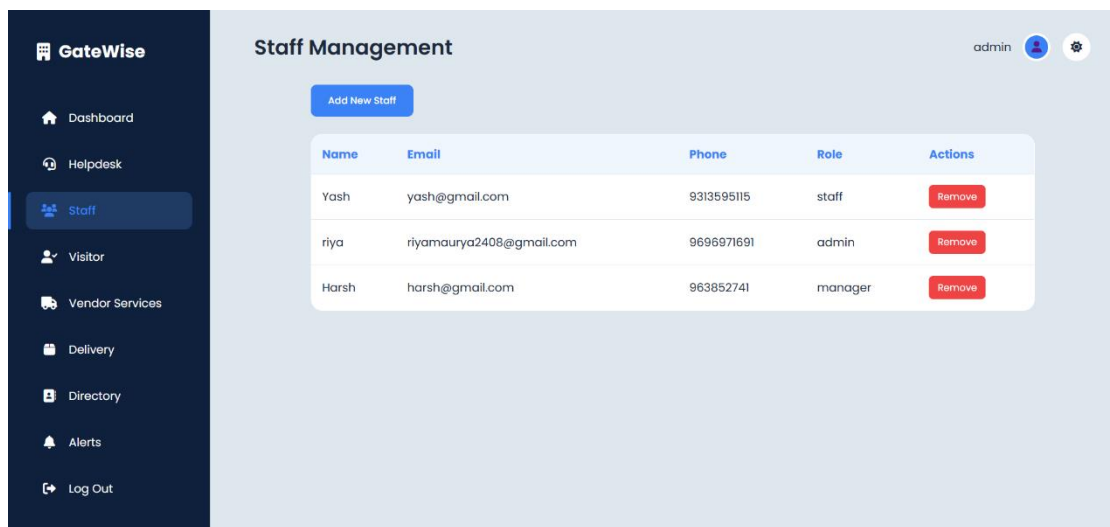 GateWise
Dashboard
Helpdesk
Staff
Visitor
Vendor Services
Delivery
Directory
Alerts
Log Out
Staff Management
admin
Add New Staff
Name Email Phone Role Actions
Yash yash@gmail.com 9313595115 staff Remove
riya riyamaurya2408@gmail.com 9696971691 admin Remove
Harsh harsh@gmail.com 963852741 manager Remove